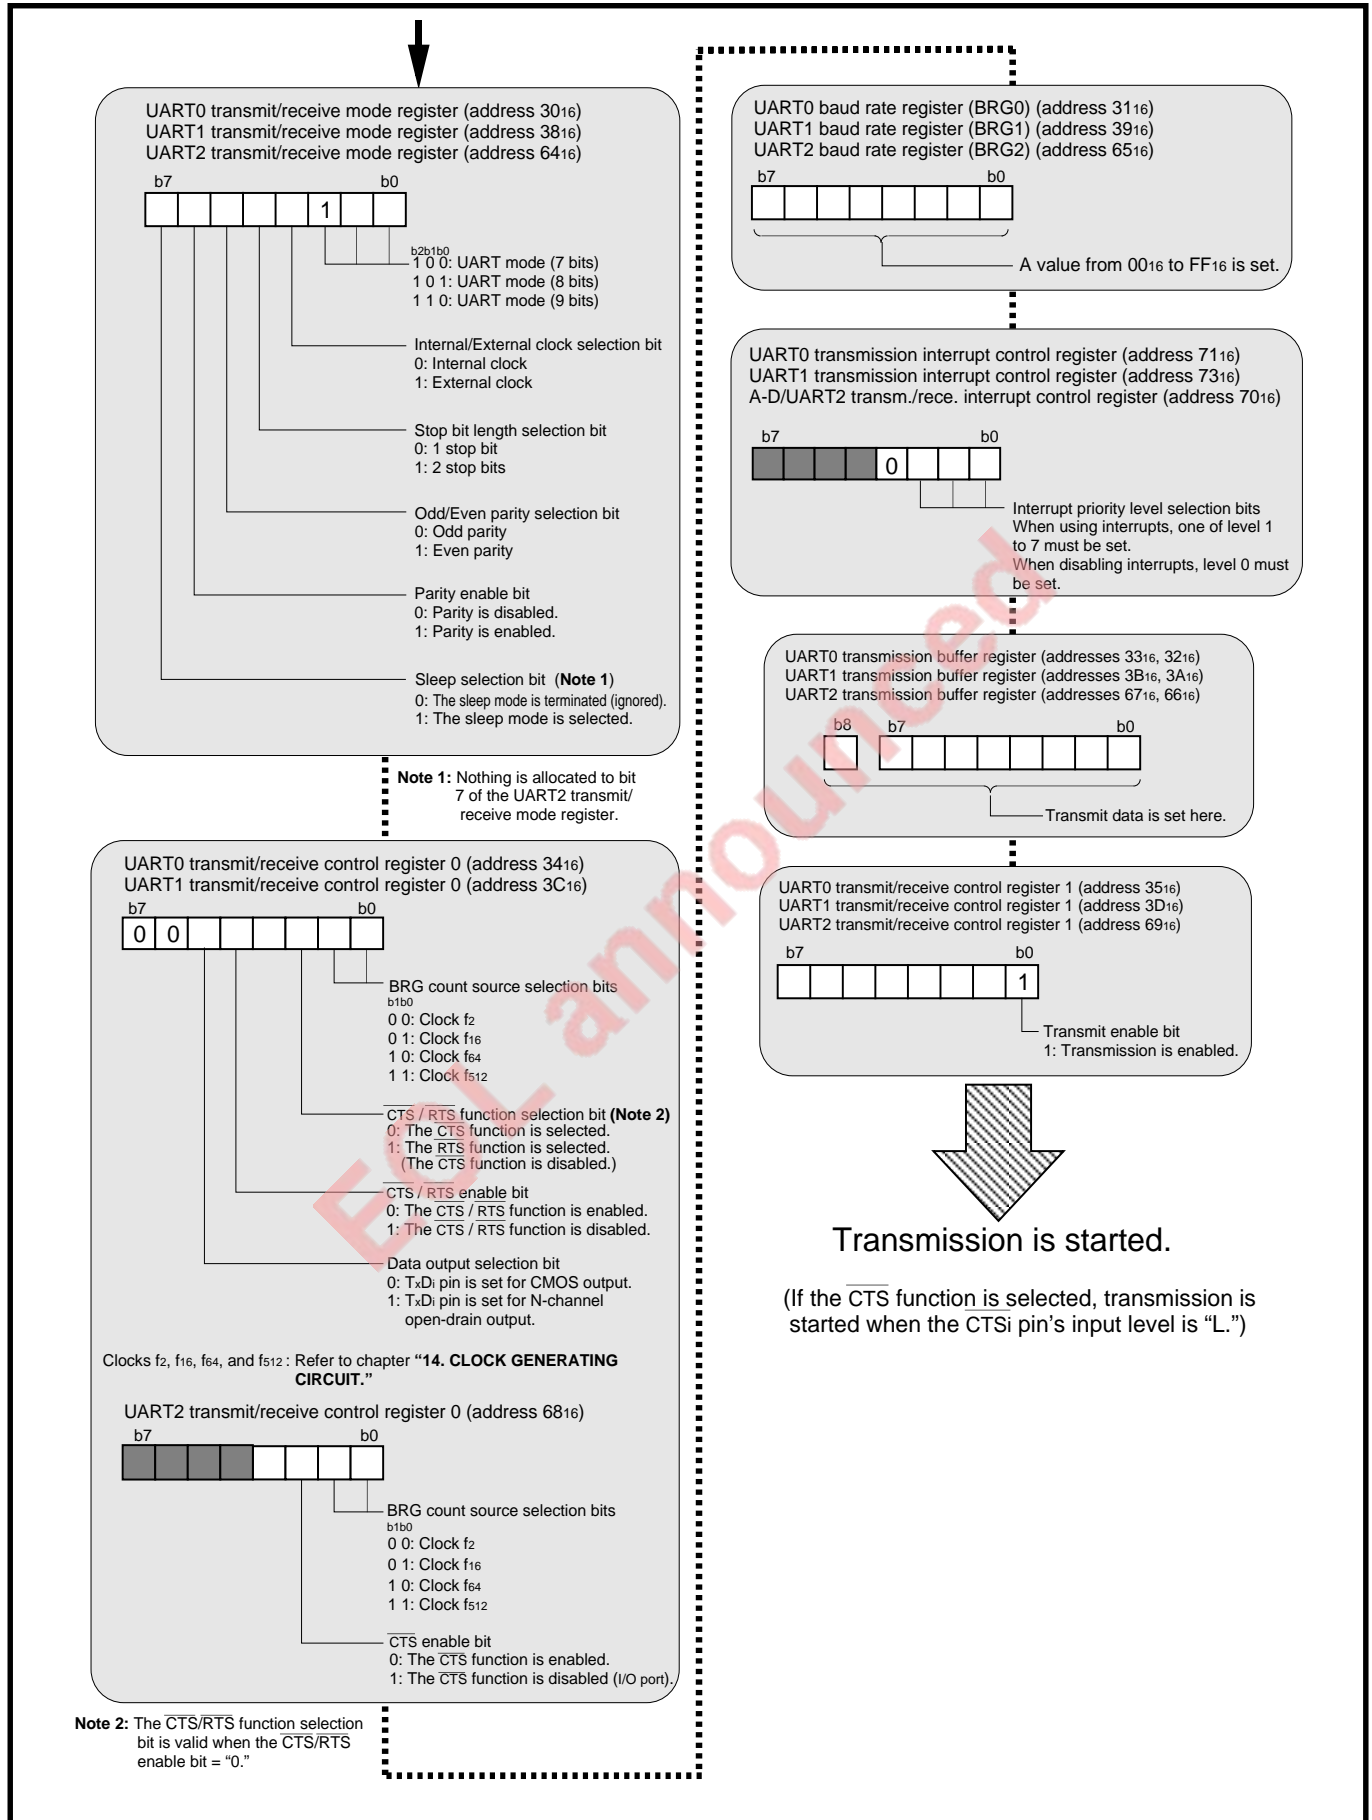 UART0 transmit/receive mode register (address 3016)
UART1 transmit/receive mode register (address 3816)
UART2 transmit/receive mode register (address 6416)
b7 b0
1
b2b1b0
1 0 0: UART mode (7 bits)
1 0 1: UART mode (8 bits)
1 1 0: UART mode (9 bits)
Internal/External clock selection bit
0: Internal clock
1: External clock
Stop bit length selection bit
0: 1 stop bit
1: 2 stop bits
Odd/Even parity selection bit
0: Odd parity
1: Even parity
Parity enable bit
0: Parity is disabled.
1: Parity is enabled.
Sleep selection bit (Note 1)
0: The sleep mode is terminated (ignored).
1: The sleep mode is selected.
Note 1: Nothing is allocated to bit
7 of the UART2 transmit/
receive mode register.
UART0 transmit/receive control register 0 (address 3416)
UART1 transmit/receive control register 0 (address 3C16)
b7 b0
0 0
BRG count source selection bits
b1b0
0 0: Clock f2
0 1: Clock f16
1 0: Clock f64
1 1: Clock f512
CTS / RTS function selection bit (Note 2)
0: The CTS function is selected.
1: The RTS function is selected.
(The CTS function is disabled.)
CTS / RTS enable bit
0: The CTS / RTS function is enabled.
1: The CTS / RTS function is disabled.
Data output selection bit
0: TxDi pin is set for CMOS output.
1: TxDi pin is set for N-channel
open-drain output.
Clocks f2, f16, f64, and f512 : Refer to chapter “14. CLOCK GENERATING
CIRCUIT.”
UART2 transmit/receive control register 0 (address 6816)
b7 b0
BRG count source selection bits
b1b0
0 0: Clock f2
0 1: Clock f16
1 0: Clock f64
1 1: Clock f512
CTS enable bit
0: The CTS function is enabled.
1: The CTS function is disabled (I/O port).
Note 2: The CTS/RTS function selection
bit is valid when the CTS/RTS
enable bit = “0.”
UART0 baud rate register (BRG0) (address 3116)
UART1 baud rate register (BRG1) (address 3916)
UART2 baud rate register (BRG2) (address 6516)
b7 b0
A value from 0016 to FF16 is set.
UART0 transmission interrupt control register (address 7116)
UART1 transmission interrupt control register (address 7316)
A-D/UART2 transm./rece. interrupt control register (address 7016)
b7 b0
0
Interrupt priority level selection bits
When using interrupts, one of level 1
to 7 must be set.
When disabling interrupts, level 0 must
be set.
UART0 transmission buffer register (addresses 3316, 3216)
UART1 transmission buffer register (addresses 3B16, 3A16)
UART2 transmission buffer register (addresses 6716, 6616)
b8 b7 b0
Transmit data is set here.
UART0 transmit/receive control register 1 (address 3516)
UART1 transmit/receive control register 1 (address 3D16)
UART2 transmit/receive control register 1 (address 6916)
b7 b0
1
Transmit enable bit
1: Transmission is enabled.
Transmission is started.
(If the CTS function is selected, transmission is
started when the CTSi pin’s input level is “L.”)
EOL announced